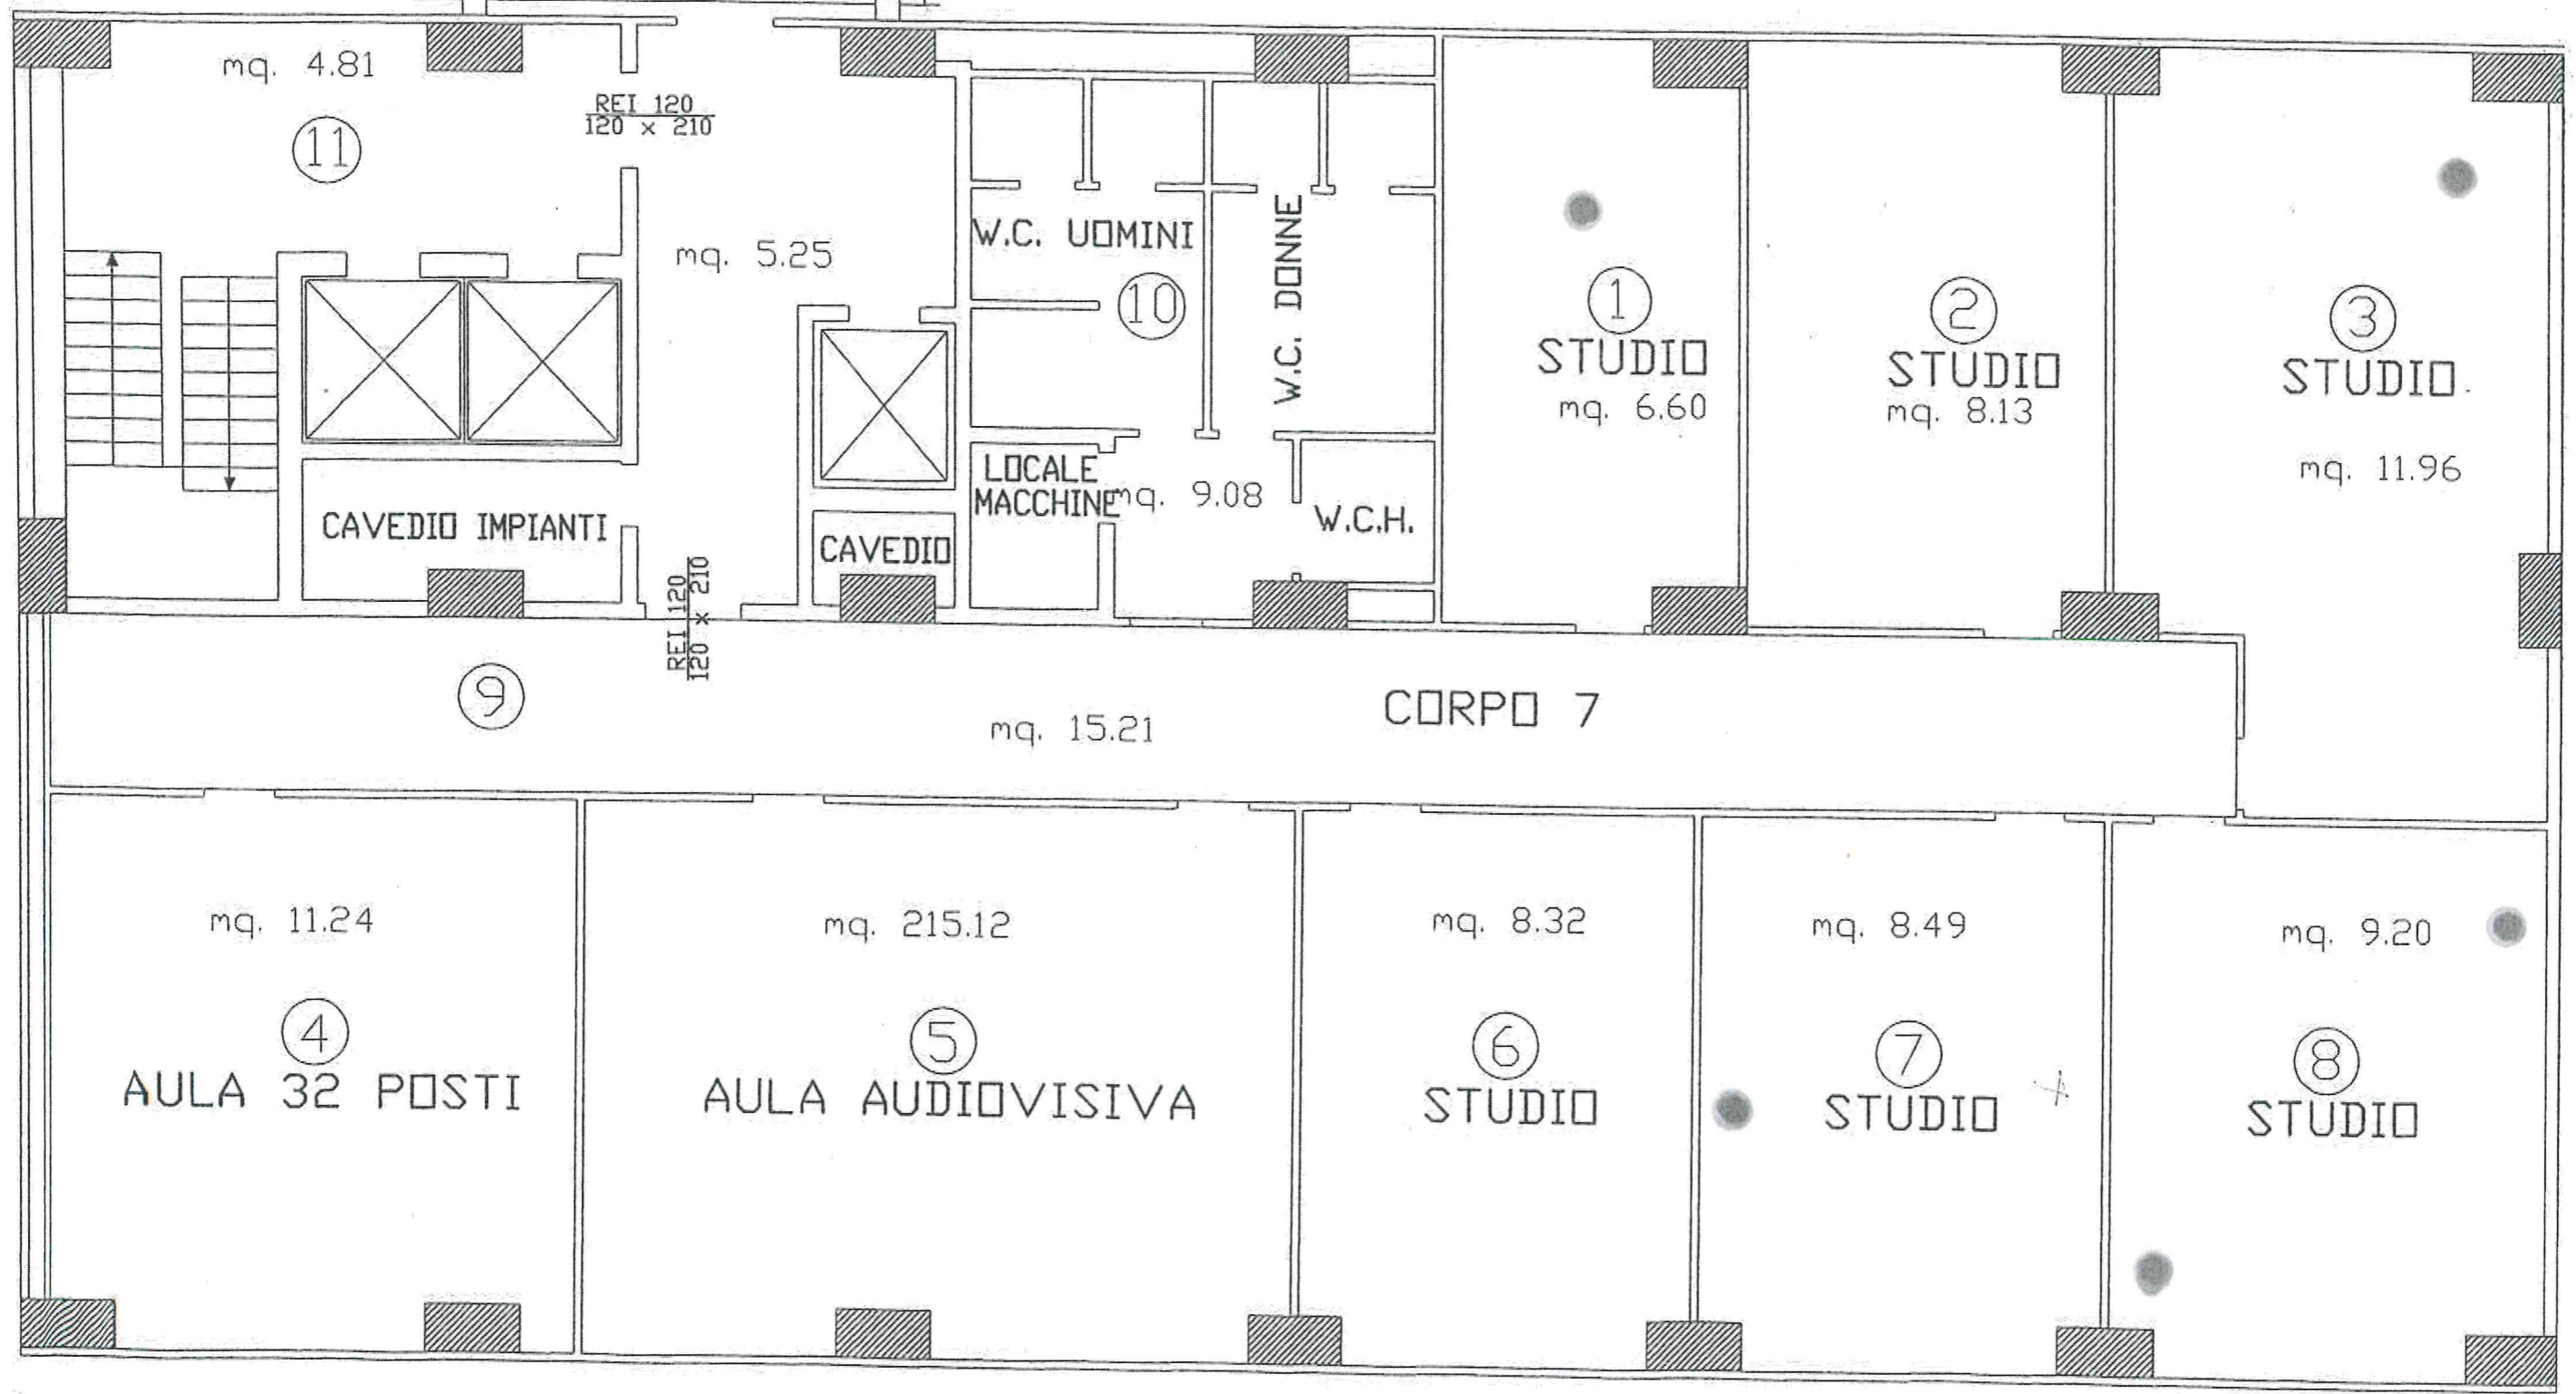 mq. 4.81
11
REI 120
120 x 210
mq. 5.25
W.C. UOMINI
10
W.C. DONNE
1
STUDIO
mq. 6.60
2
STUDIO
mq. 8.13
3
STUDIO
mq. 11.96
CAVEDIO IMPIANTI
CAVEDIO
LOCALE
MACCHINE
mq. 9.08
W.C.H.
REI 120
120 x 210
9
mq. 15.21
CORPO 7
mq. 11.24
4
AULA 32 POSTI
mq. 215.12
5
AULA AUDIOVISIVA
mq. 8.32
6
STUDIO
mq. 8.49
7
STUDIO
mq. 9.20
8
STUDIO